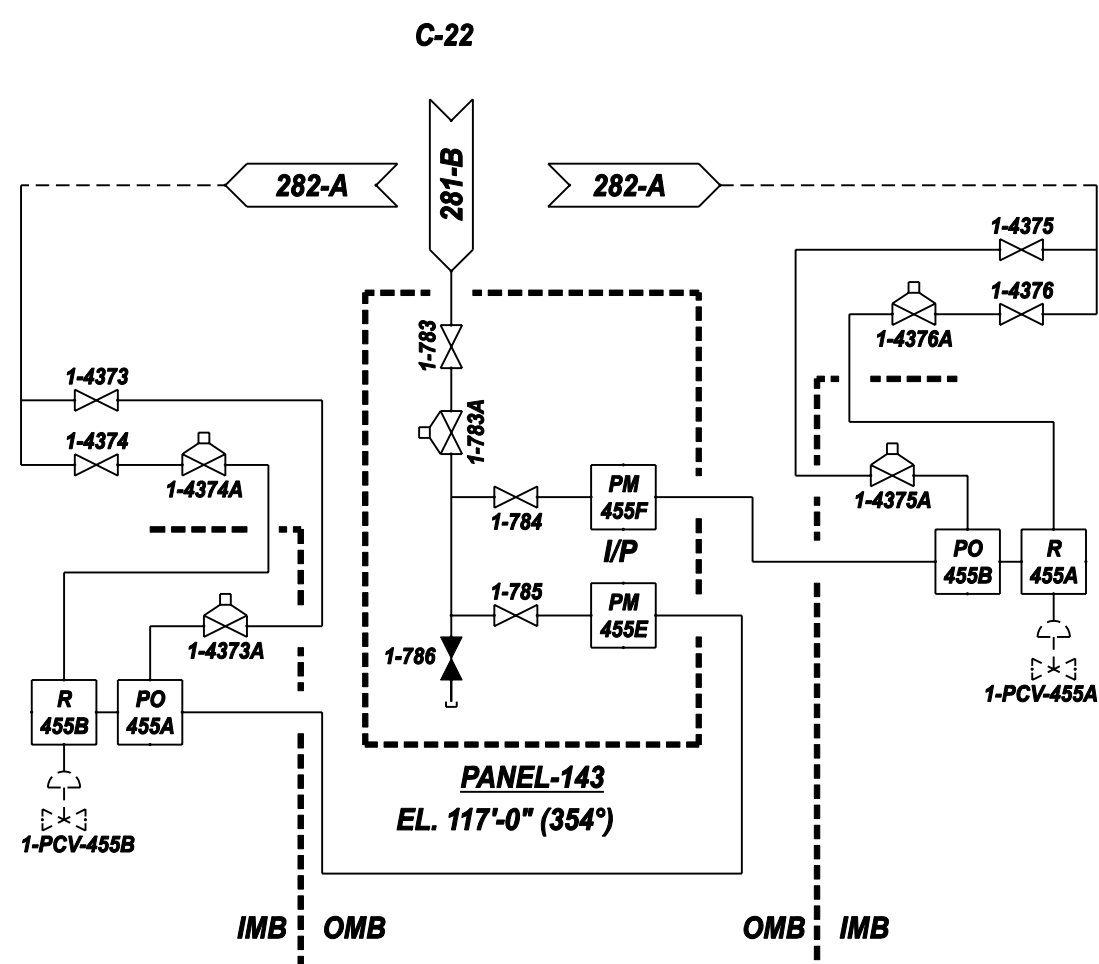 C-22
282-A
281-B
282-A
1-4375
1-4376
1-4376A
1-783
1-4373
1-783A
1-4374
1-4374A
1-4375A
PM
455F
1-784
I/P
PO
455B
R
455A
1-785
PM
455E
1-4373A
1-786
R
455B
PO
455A
1-PCV-455A
PANEL-143
EL. 117'-0" (354°)
1-PCV-455B
IMB
OMB
OMB
IMB